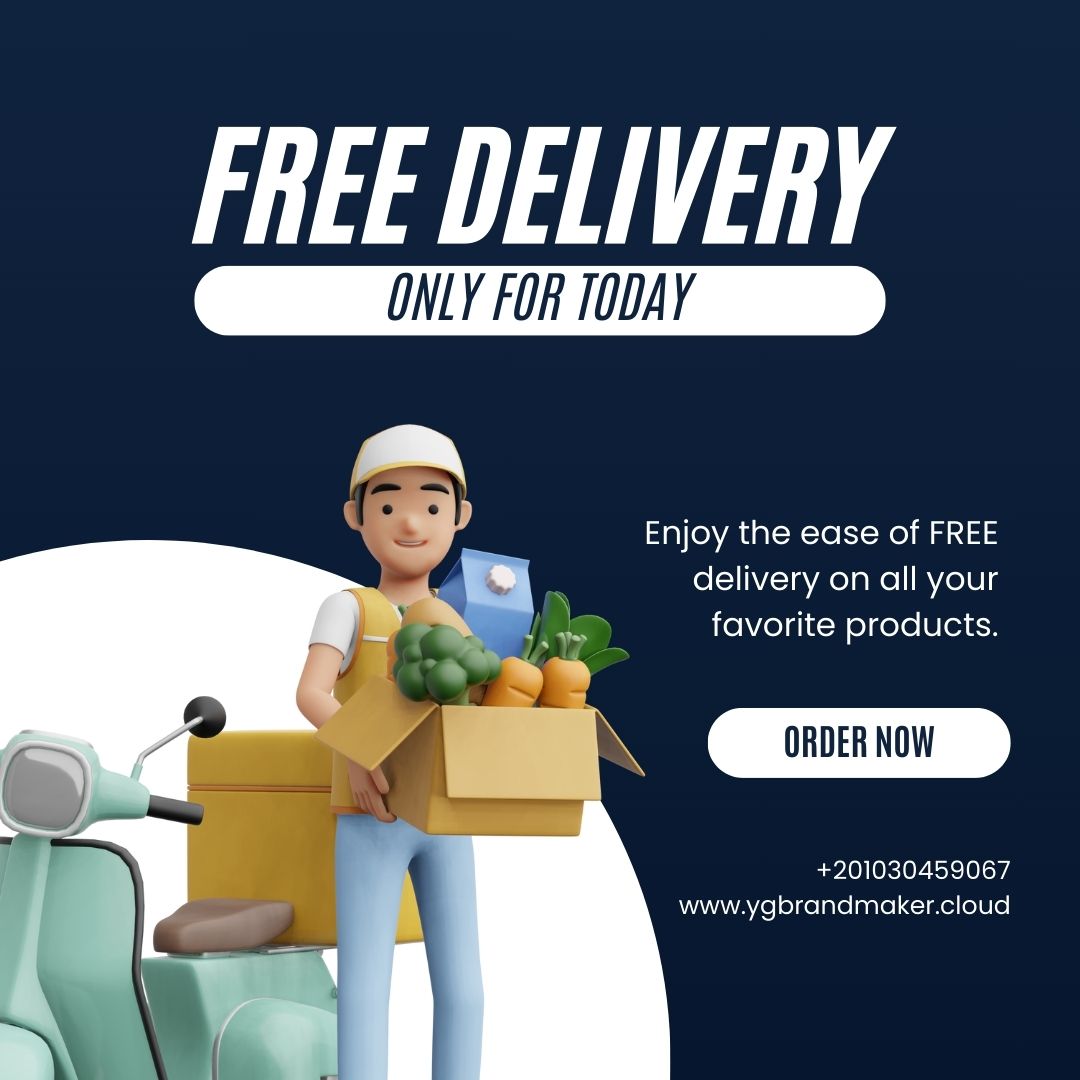 FREE DELIVERY
ONLY FOR TODAY
Enjoy the ease of FREE
delivery on all your
favorite products.
ORDER NOW
+201030459067
www.ygbrandmaker.cloud